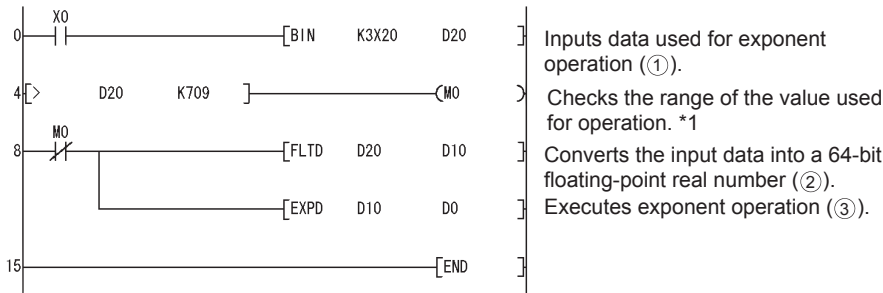 X0
0 [BIN K3X20 D20 ] Inputs data used for exponent
operation (①).
4 [> D20 K709 ] (M0 ) Checks the range of the value used
for operation. *1
M0
8 [FLTD D20 D10 ] Converts the input data into a 64-bit
floating-point real number (②).
[EXPD D10 D0 ] Executes exponent operation (③).
15 [END ]